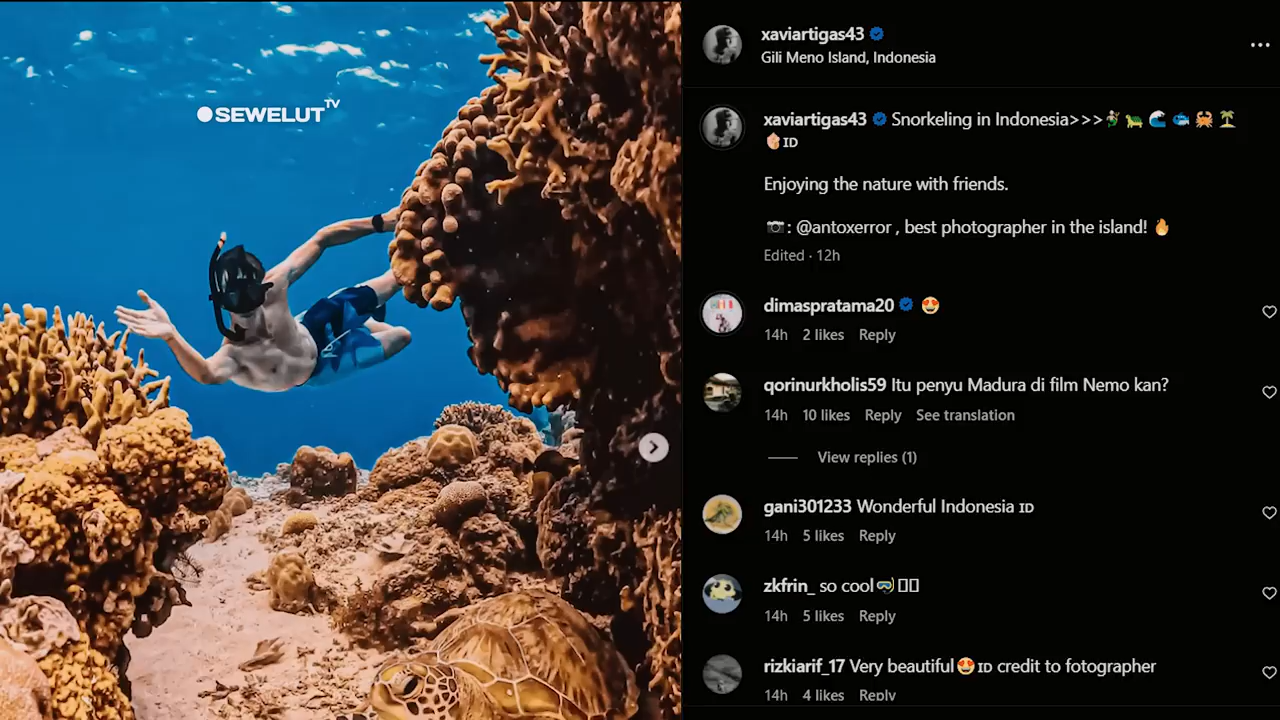 SEWELUT TV
xaviartigas43
Gili Meno Island, Indonesia
xaviartigas43 Snorkeling in Indonesia>>>🧚‍♂️🐢🌊🐠🦀🌴
🤌🏻ID
Enjoying the nature with friends.
📷: @antoxerror , best photographer in the island! 🔥
Edited · 12h
dimaspratama20 😍
14h 2 likes Reply
qorinurkholis59 Itu penyu Madura di film Nemo kan?
14h 10 likes Reply See translation
View replies (1)
gani301233 Wonderful Indonesia ID
14h 5 likes Reply
zkfrin_ so cool🤿▯▯
14h 5 likes Reply
rizkiarif_17 Very beautiful😍ID credit to fotographer
14h 4 likes Reply